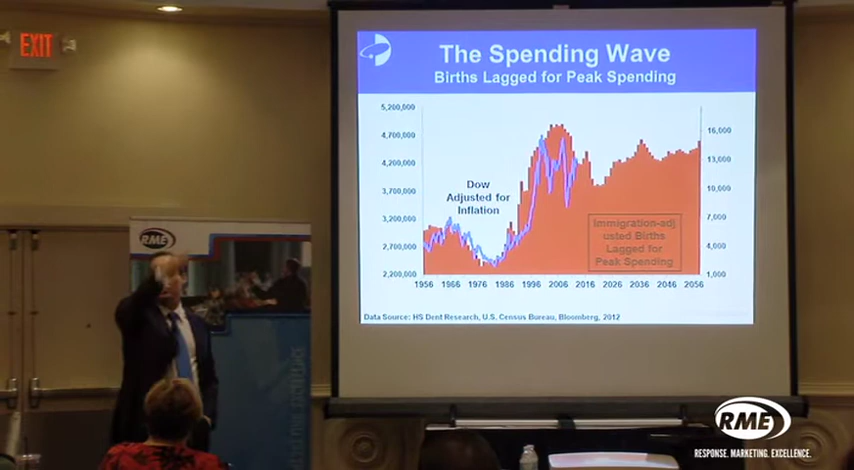 EXIT
The Spending Wave
Births Lagged for Peak Spending
5,200,000
4,700,000
4,200,000
3,700,000
3,200,000
2,700,000
2,200,000
16,000
13,000
10,000
7,000
4,000
1,000
Dow
Adjusted for
Inflation
Immigration-adj
usted Births
Lagged for
Peak Spending
1956 1966 1976 1986 1996 2006 2016 2026 2036 2046 2056
Data Source: HS Dent Research, U.S. Census Bureau, Bloomberg, 2012
RME
RME
RESPONSE. MARKETING. EXCELLENCE.